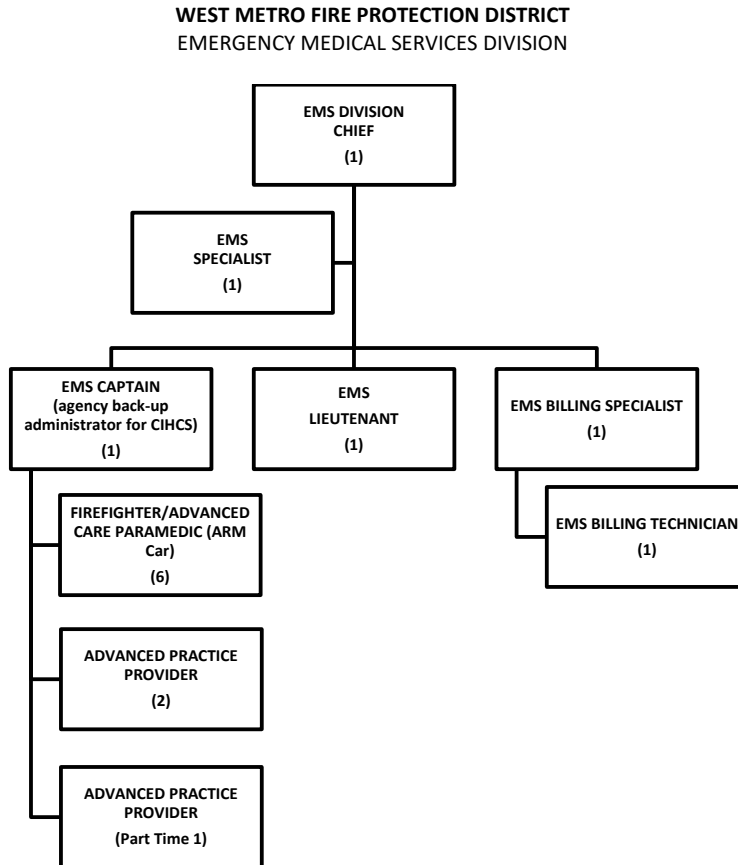 WEST METRO FIRE PROTECTION DISTRICT
EMERGENCY MEDICAL SERVICES DIVISION
EMS DIVISION
CHIEF
(1)
EMS
SPECIALIST
(1)
EMS CAPTAIN
(agency back-up
administrator for CIHCS)
(1)
EMS
LIEUTENANT
(1)
EMS BILLING SPECIALIST
(1)
FIREFIGHTER/ADVANCED
CARE PARAMEDIC (ARM
Car)
(6)
EMS BILLING TECHNICIAN
(1)
ADVANCED PRACTICE
PROVIDER
(2)
ADVANCED PRACTICE
PROVIDER
(Part Time 1)